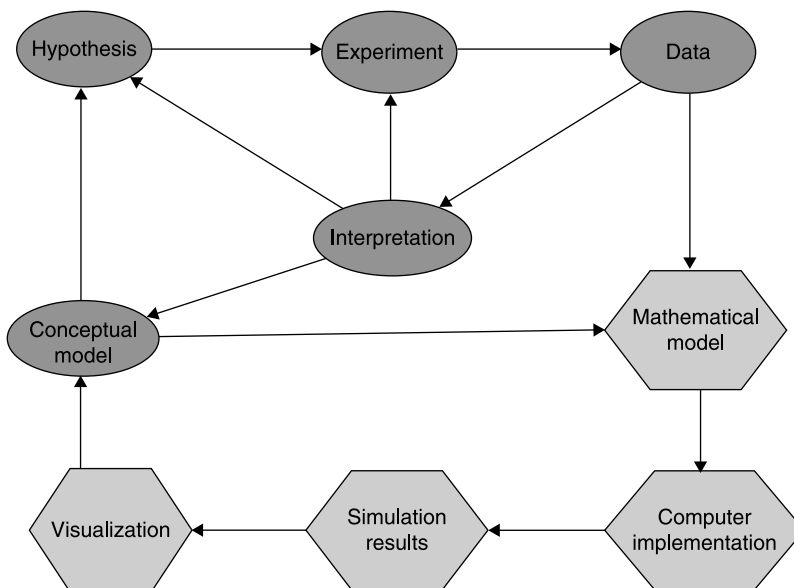 Hypothesis
Experiment
Data
Interpretation
Conceptual
model
Mathematical
model
Visualization
Simulation
results
Computer
implementation